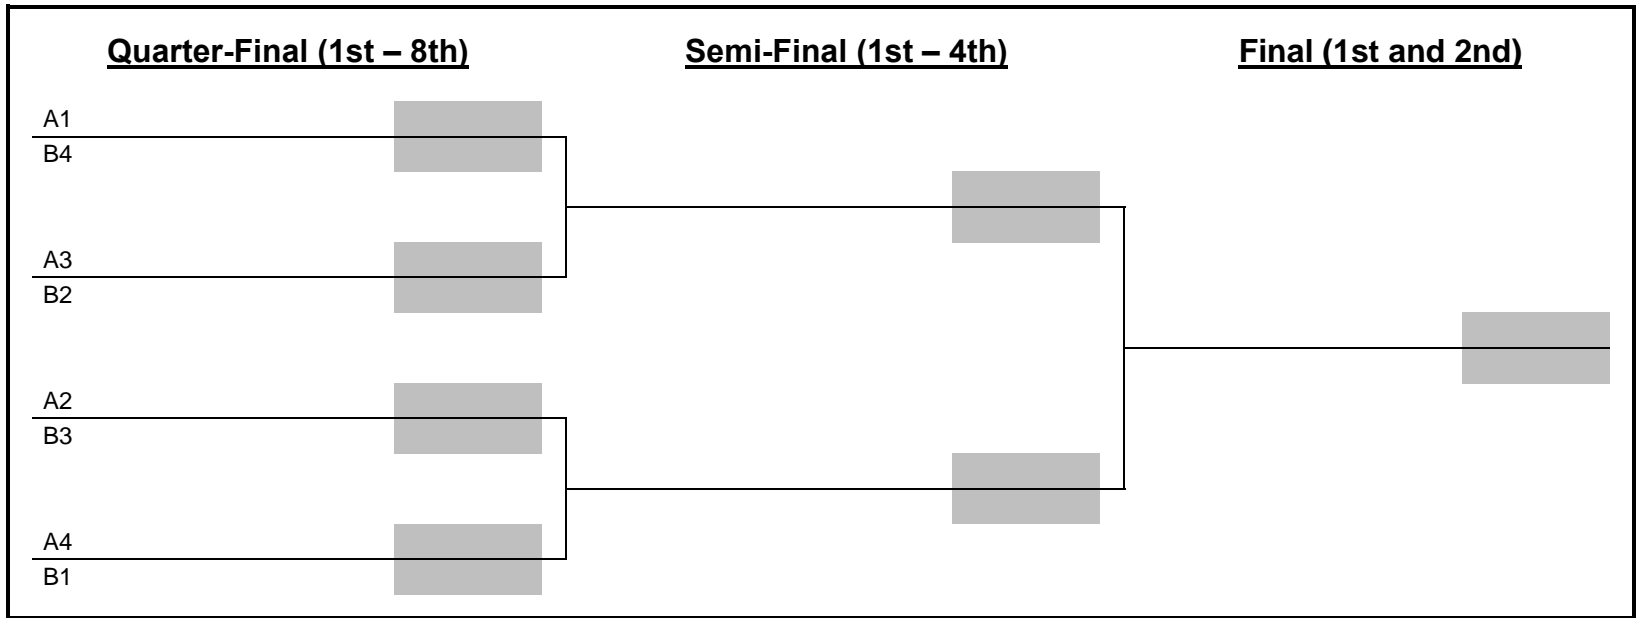 Quarter-Final (1st – 8th)
Semi-Final (1st – 4th)
Final (1st and 2nd)
A1
B4
A3
B2
A2
B3
A4
B1